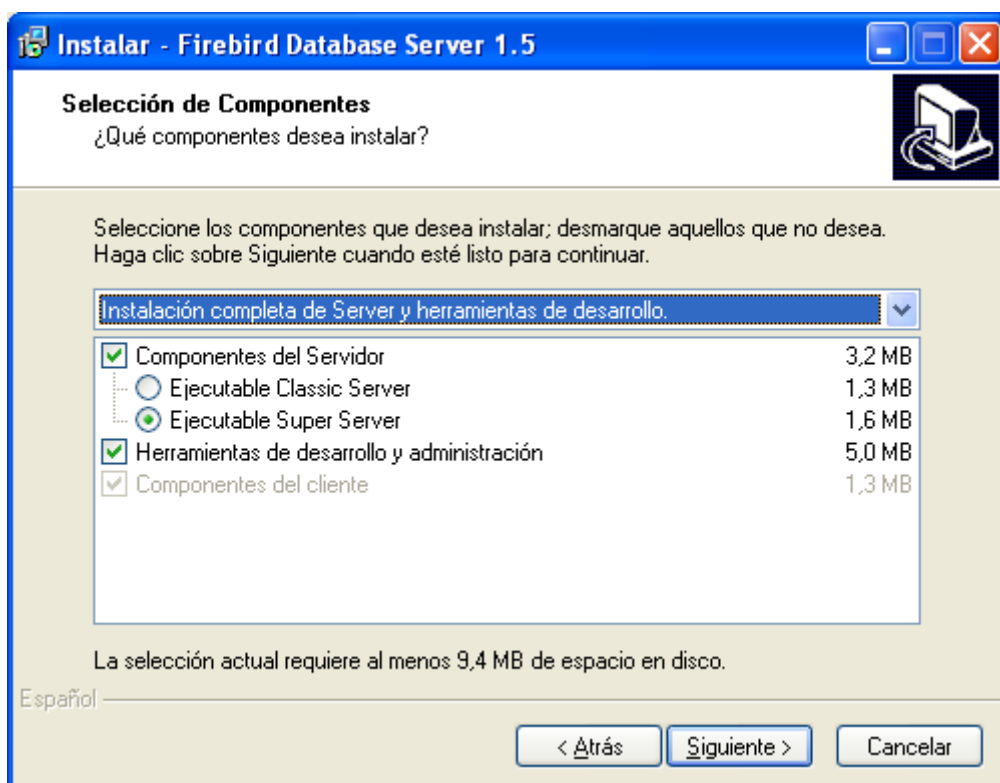 Instalar - Firebird Database Server 1.5
Selección de Componentes
¿Qué componentes desea instalar?
Seleccione los componentes que desea instalar; desmarque aquellos que no desea.
Haga clic sobre Siguiente cuando esté listo para continuar.
Instalación completa de Server y herramientas de desarrollo.
Componentes del Servidor 3,2 MB
Ejecutable Classic Server 1,3 MB
Ejecutable Super Server 1,6 MB
Herramientas de desarrollo y administración 5,0 MB
Componentes del cliente 1,3 MB
La selección actual requiere al menos 9,4 MB de espacio en disco.
Español
< Atrás Siguiente > Cancelar